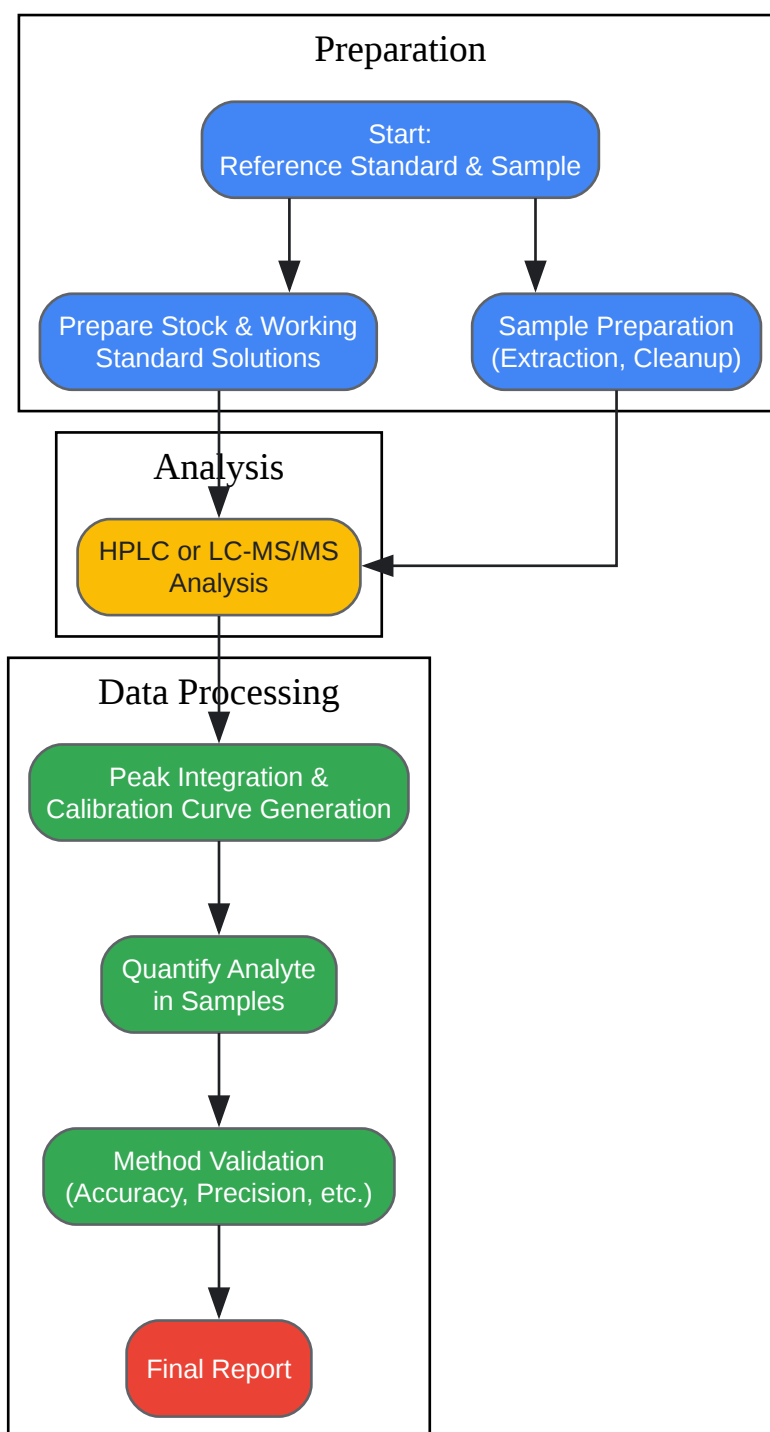 Preparation
Start:
Reference Standard & Sample
Prepare Stock & Working
Standard Solutions
Sample Preparation
(Extraction, Cleanup)
Analysis
HPLC or LC-MS/MS
Analysis
Data Processing
Peak Integration &
Calibration Curve Generation
Quantify Analyte
in Samples
Method Validation
(Accuracy, Precision, etc.)
Final Report